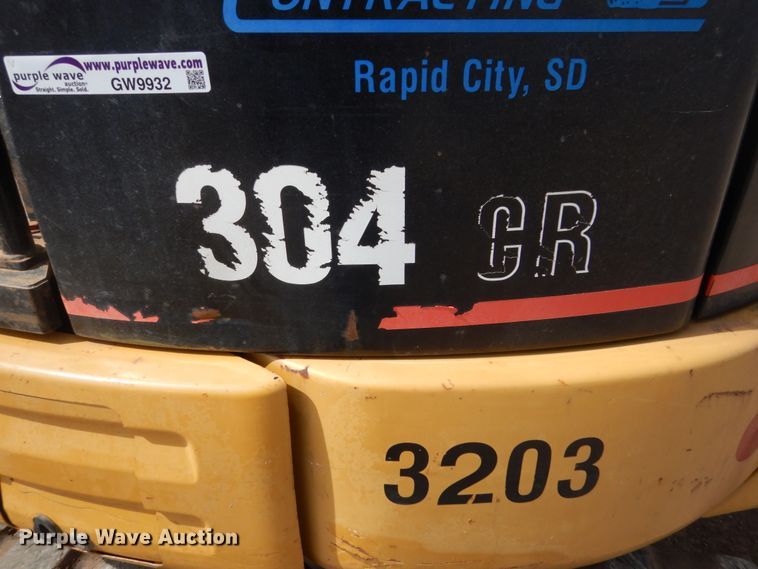 CONTRACTING
purple wave
auction
Straight. Simple. Sold.
www.purplewave.com
GW9932
Rapid City, SD
304 CR
3203
Purple Wave Auction